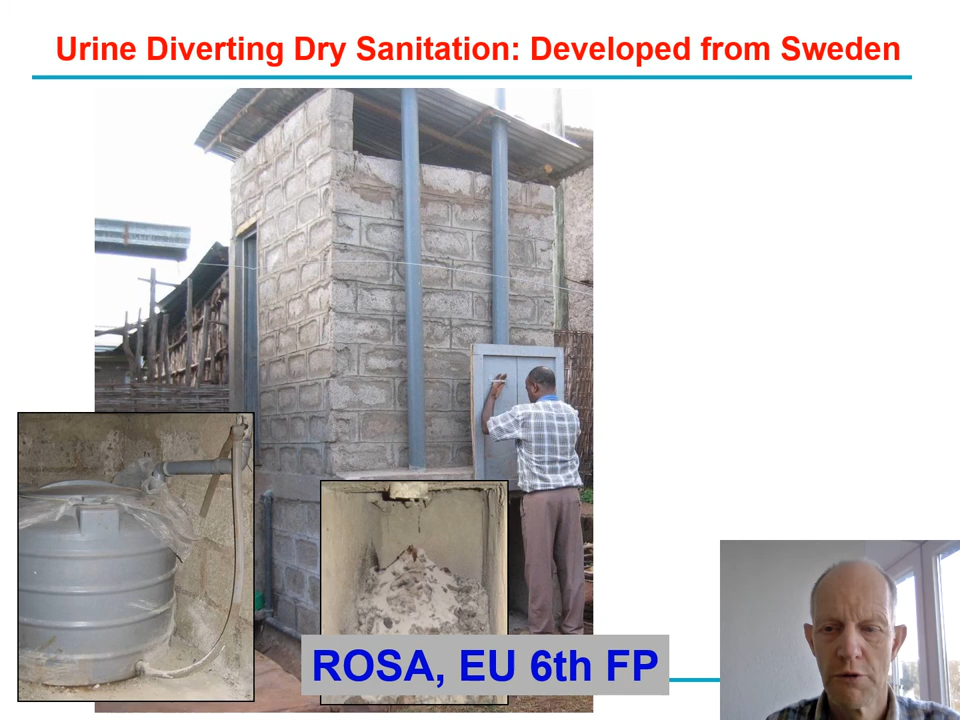 Urine Diverting Dry Sanitation: Developed from Sweden
ROSA, EU 6th FP